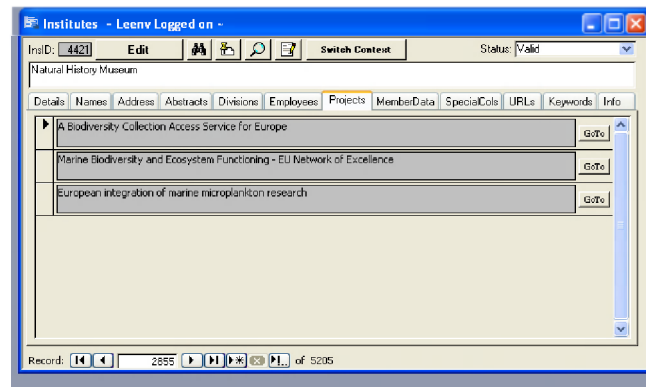 Institutes - Leenv Logged on -
InsID: 4421 Edit Switch Context Status: Valid
Natural History Museum
Details Names Address Abstracts Divisions Employees Projects MemberData SpecialCols URLs Keywords Info
A Biodiversity Collection Access Service for Europe GoTo
Marine Biodiversity and Ecosystem Functioning - EU Network of Excellence GoTo
European integration of marine microplankton research GoTo
Record: 2855 of 5205